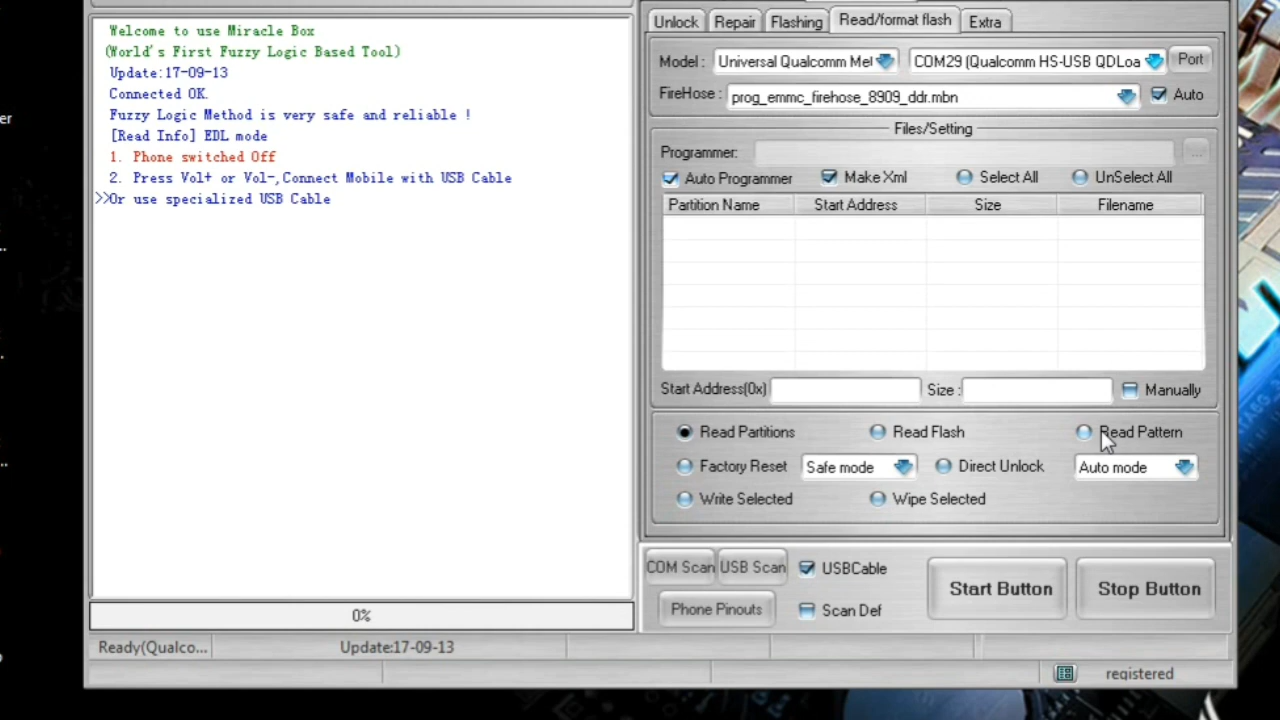 Welcome to use Miracle Box
(World's First Fuzzy Logic Based Tool)
Update:17-09-13
Connected OK.
Fuzzy Logic Method is very safe and reliable !
[Read Info] EDL mode
1. Phone switched Off
2. Press Vol+ or Vol-,Connect Mobile with USB Cable
>>Or use specialized USB Cable
0%
Ready(Qualco... Update:17-09-13
Unlock Repair Flashing Read/format flash Extra
Model : Universal Qualcomm Mel COM29 (Qualcomm HS-USB QDLoa Port
FireHose : prog_emmc_firehose_8909_ddr.mbn Auto
Files/Setting
Programmer: ...
Auto Programmer Make Xml Select All UnSelect All
Partition Name Start Address Size Filename
Start Address(0x) Size : Manually
Read Partitions Read Flash Read Pattern
Factory Reset Safe mode Direct Unlock Auto mode
Write Selected Wipe Selected
COM Scan USB Scan USBCable Start Button Stop Button
Phone Pinouts Scan Def
registered
er
...
...